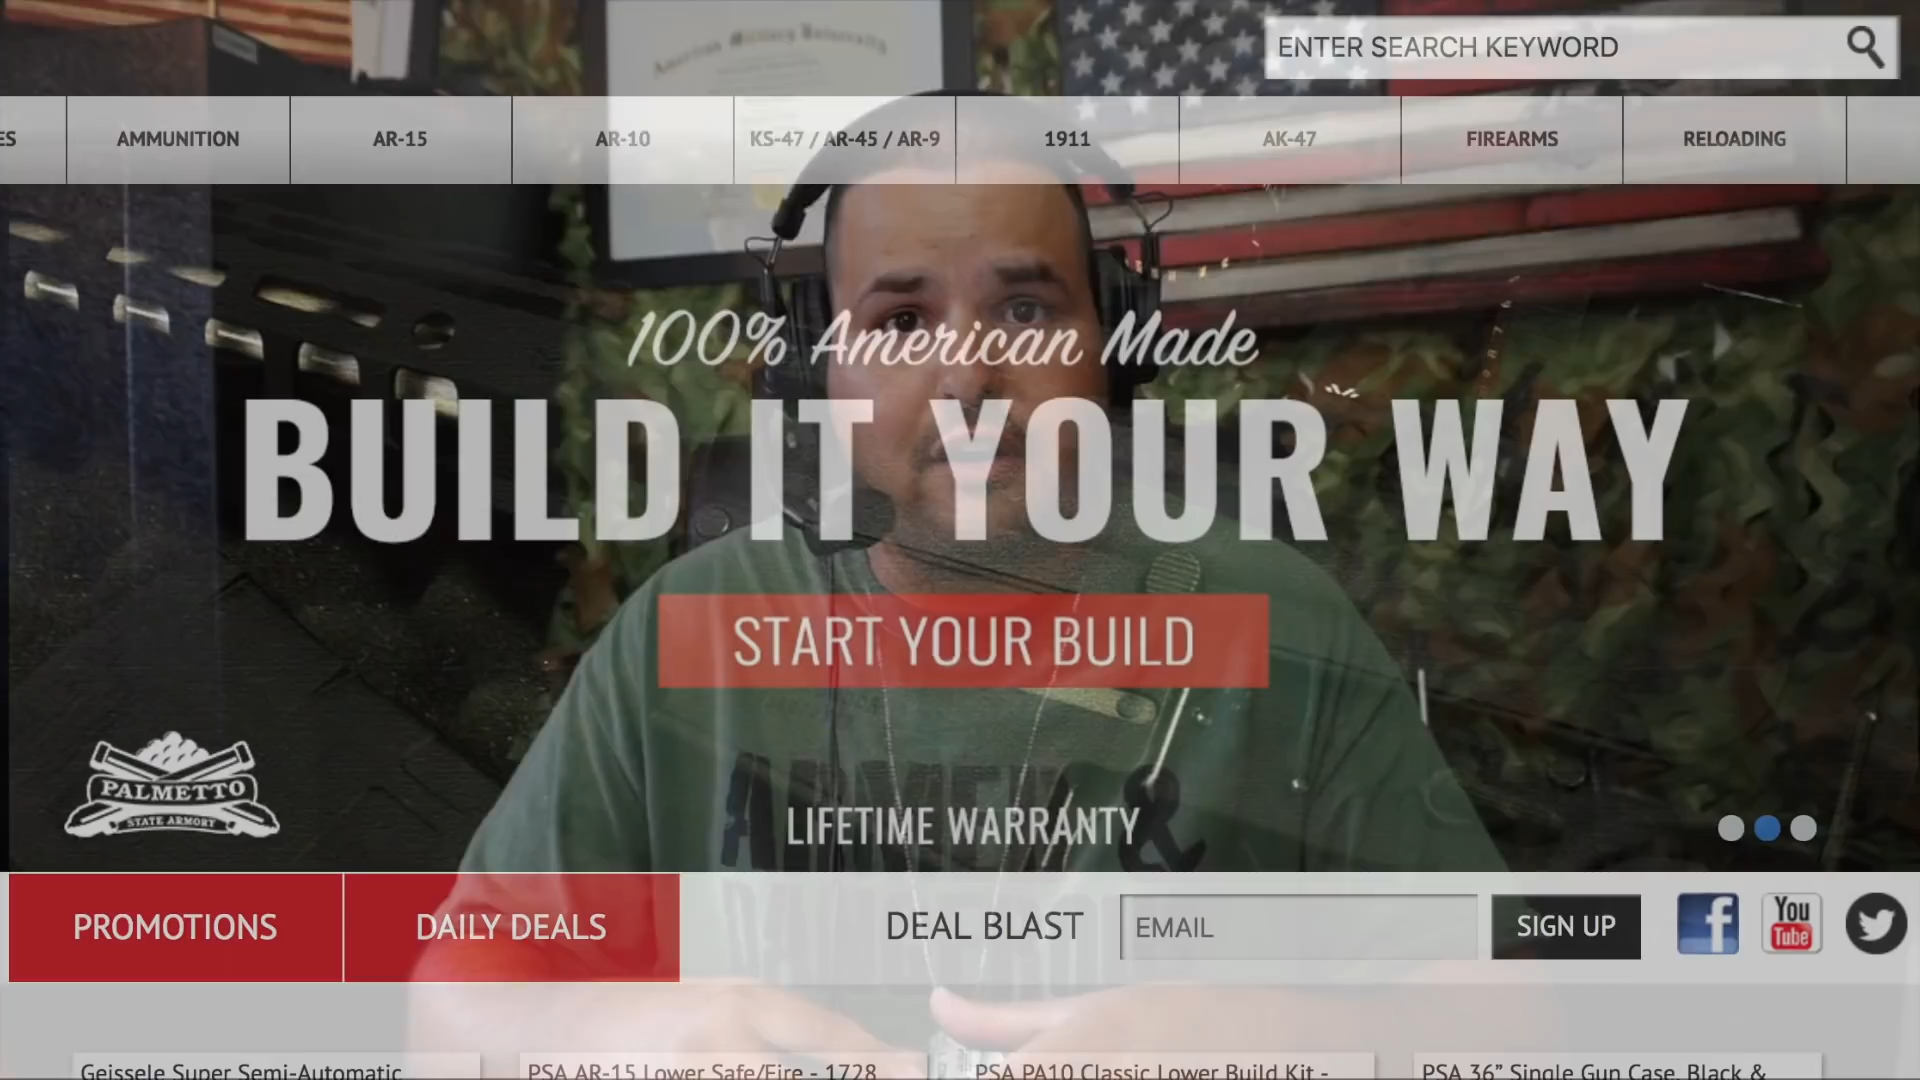 American Military University
ENTER SEARCH KEYWORD
ES
AMMUNITION
AR-15
AR-10
KS-47 / AR-45 / AR-9
1911
AK-47
FIREARMS
RELOADING
100% American Made
BUILD IT YOUR WAY
START YOUR BUILD
PALMETTO
STATE ARMORY
LIFETIME WARRANTY
&
PROMOTIONS
DAILY DEALS
DEAL BLAST
EMAIL
SIGN UP
f
You
Tube
Geissele Super Semi-Automatic
PSA AR-15 Lower Safe/Fire - 1728
PSA PA10 Classic Lower Build Kit -
PSA 36” Single Gun Case, Black &